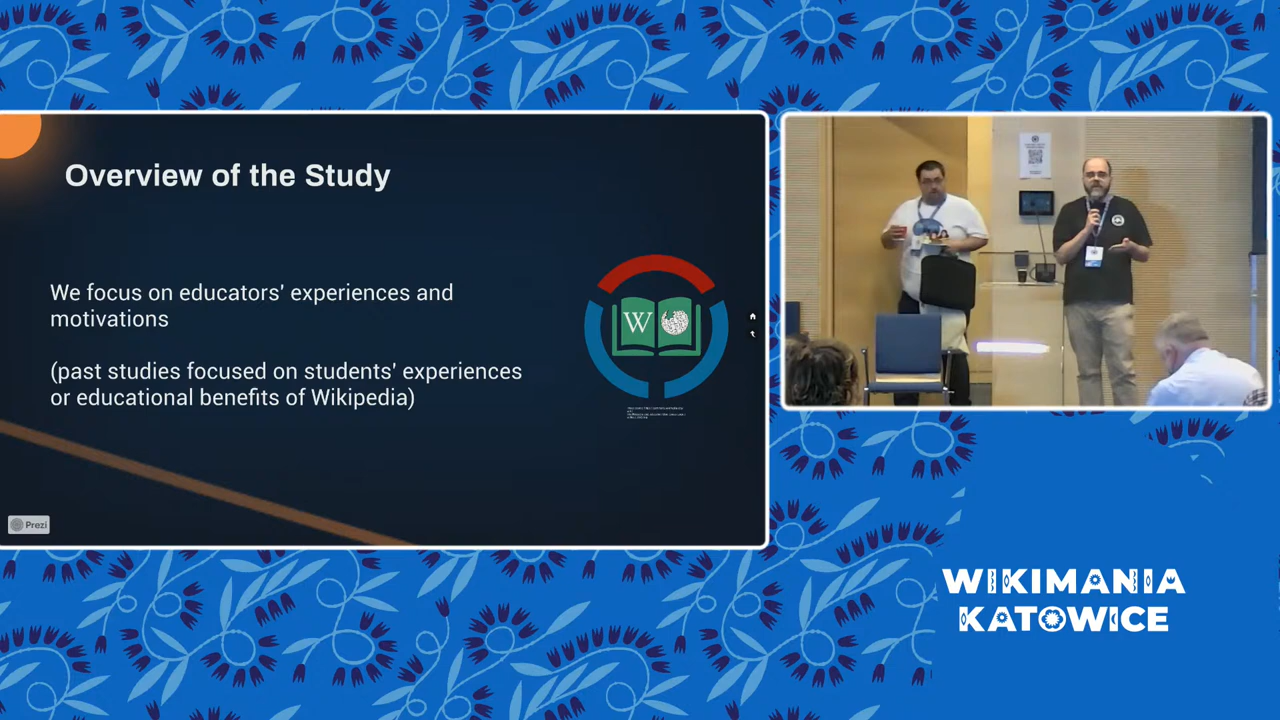 Overview of the Study
We focus on educators' experiences and
motivations
(past studies focused on students' experiences
or educational benefits of Wikipedia)
W
Prezi
WIKIMANIA
KATOWICE